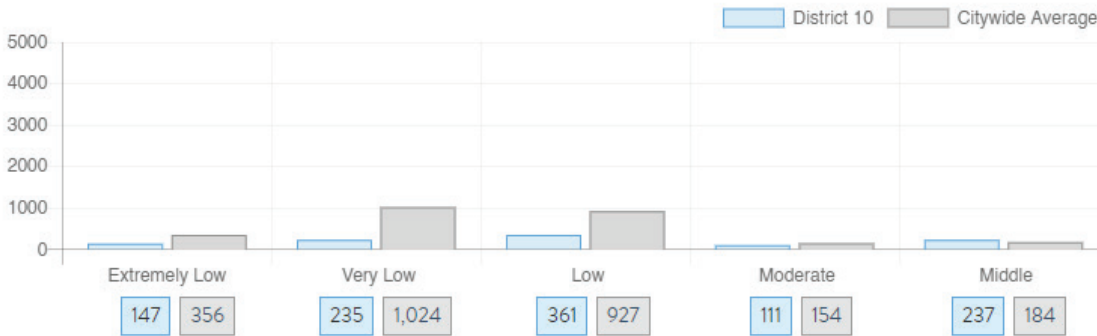 District 10 Citywide Average
5000
4000
3000
2000
1000
0
Extremely Low Very Low Low Moderate Middle
147 356 235 1,024 361 927 111 154 237 184